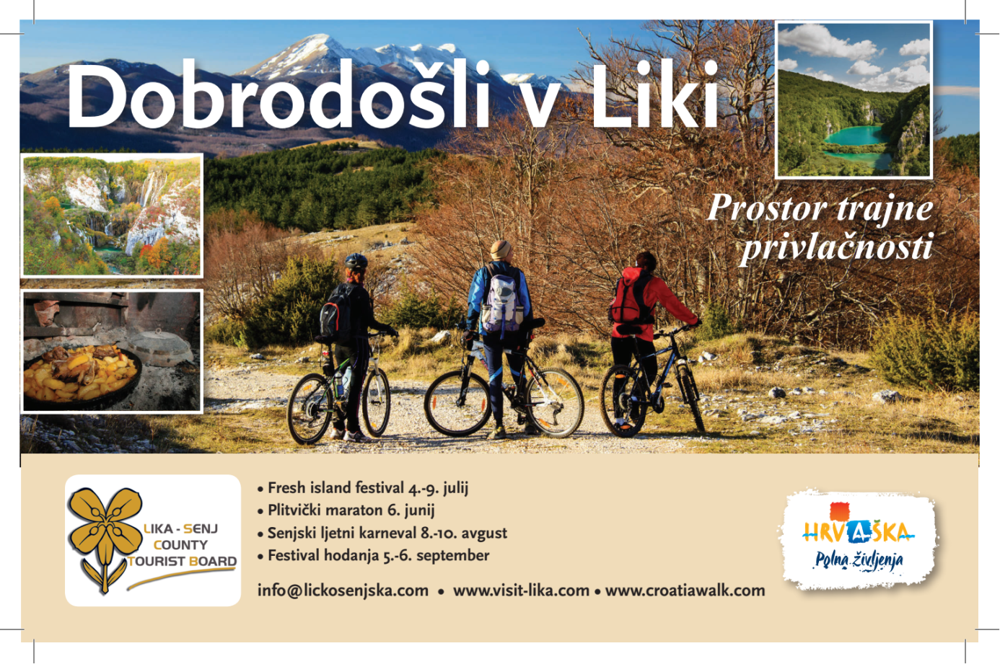 Dobrodošli v Liki
Prostor trajne
privlačnosti
LIKA - SENJ
COUNTY
TOURIST BOARD
• Fresh island festival 4.-9. julij
• Plitvički maraton 6. junij
• Senjski ljetni karneval 8.-10. avgust
• Festival hodanja 5.-6. september
info@lickosenjska.com • www.visit-lika.com • www.croatiawalk.com
HRVAŠKA
Polna življenja